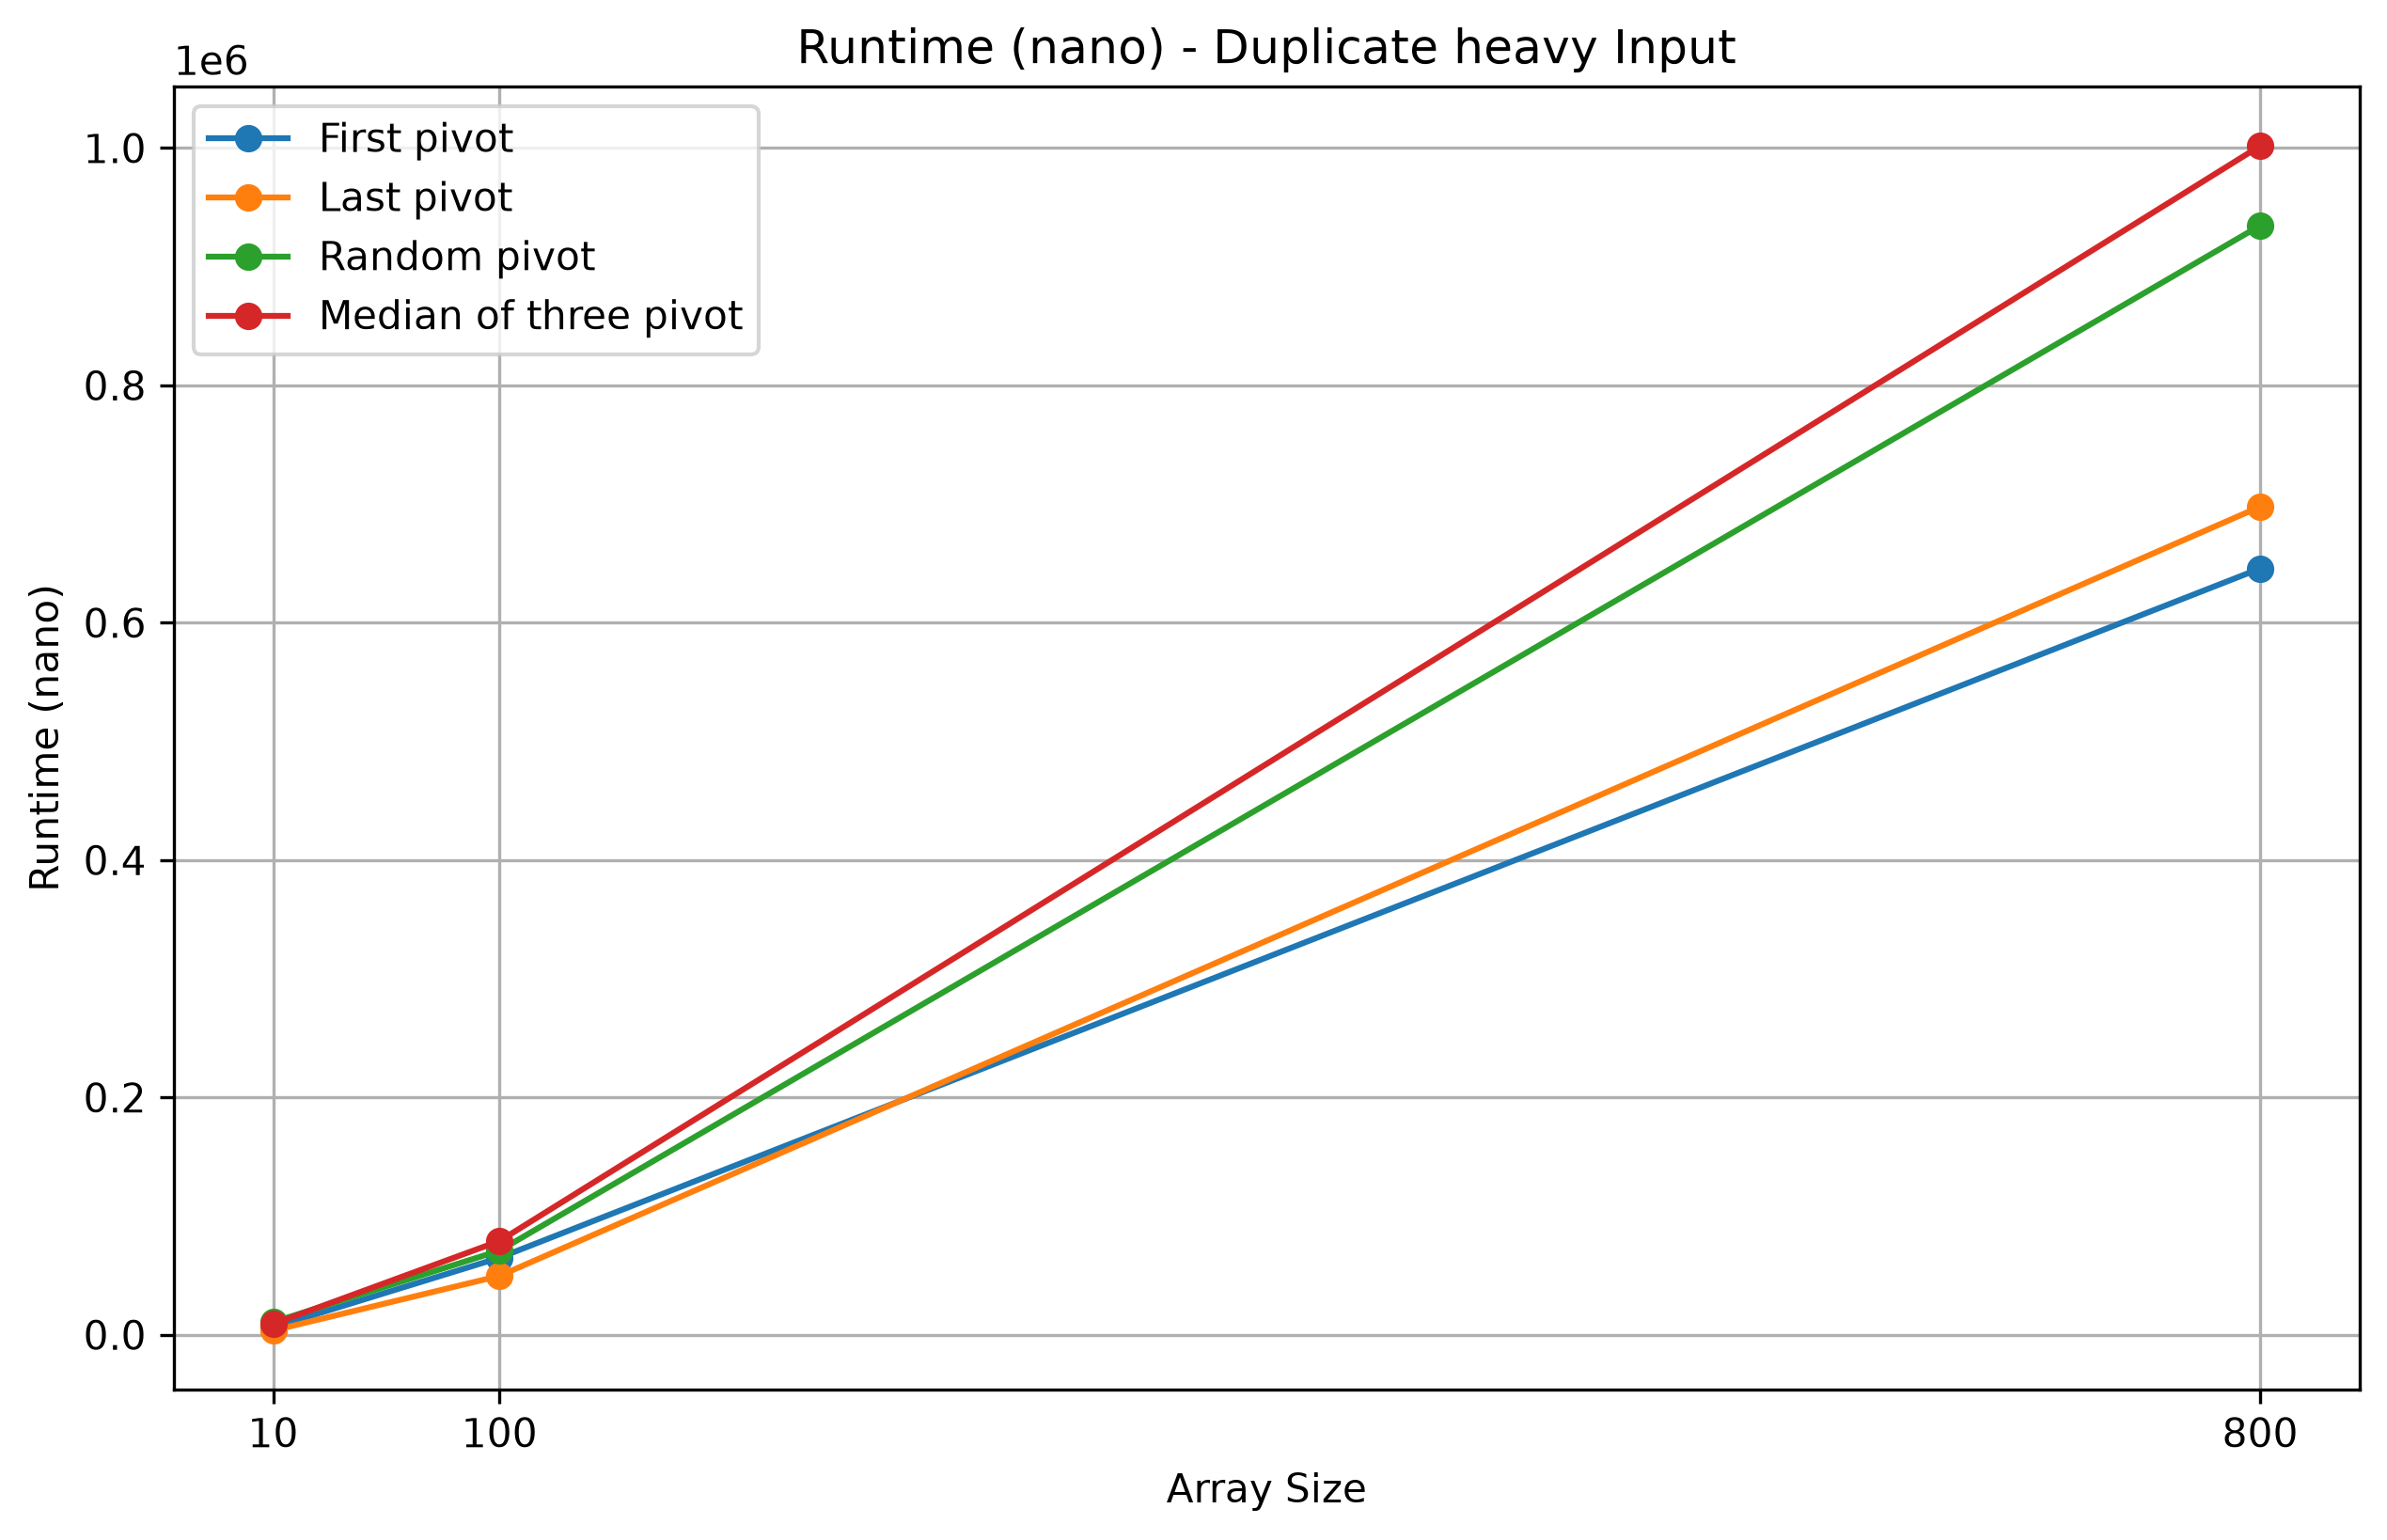 Runtime (nano) - Duplicate heavy Input
1e6
First pivot
Last pivot
Random pivot
Median of three pivot
1.0
0.8
0.6
0.4
0.2
0.0
Runtime (nano)
10
100
800
Array Size